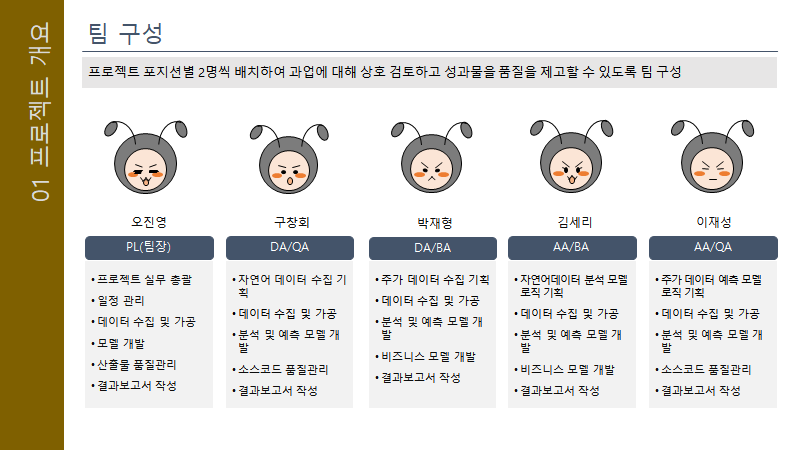 01 프로젝트 개요
팀 구성
프로젝트 포지션별 2명씩 배치하여 과업에 대해 상호 검토하고 성과물을 품질을 제고할 수 있도록 팀 구성
오진영
PL(팀장)
• 프로젝트 실무 총괄
• 일정 관리
• 데이터 수집 및 가공
• 모델 개발
• 산출물 품질관리
• 결과보고서 작성
구창회
DA/QA
• 자연어 데이터 수집 기
획
• 데이터 수집 및 가공
• 분석 및 예측 모델 개
발
• 소스코드 품질관리
• 결과보고서 작성
박재형
DA/BA
• 주가 데이터 수집 기획
• 데이터 수집 및 가공
• 분석 및 예측 모델 개
발
• 비즈니스 모델 개발
• 결과보고서 작성
김세리
AA/BA
• 자연어데이터 분석 모델
로직 기획
• 데이터 수집 및 가공
• 분석 및 예측 모델 개
발
• 비즈니스 모델 개발
• 결과보고서 작성
이재성
AA/QA
• 주가 데이터 예측 모델
로직 기획
• 데이터 수집 및 가공
• 분석 및 예측 모델 개
발
• 소스코드 품질관리
• 결과보고서 작성